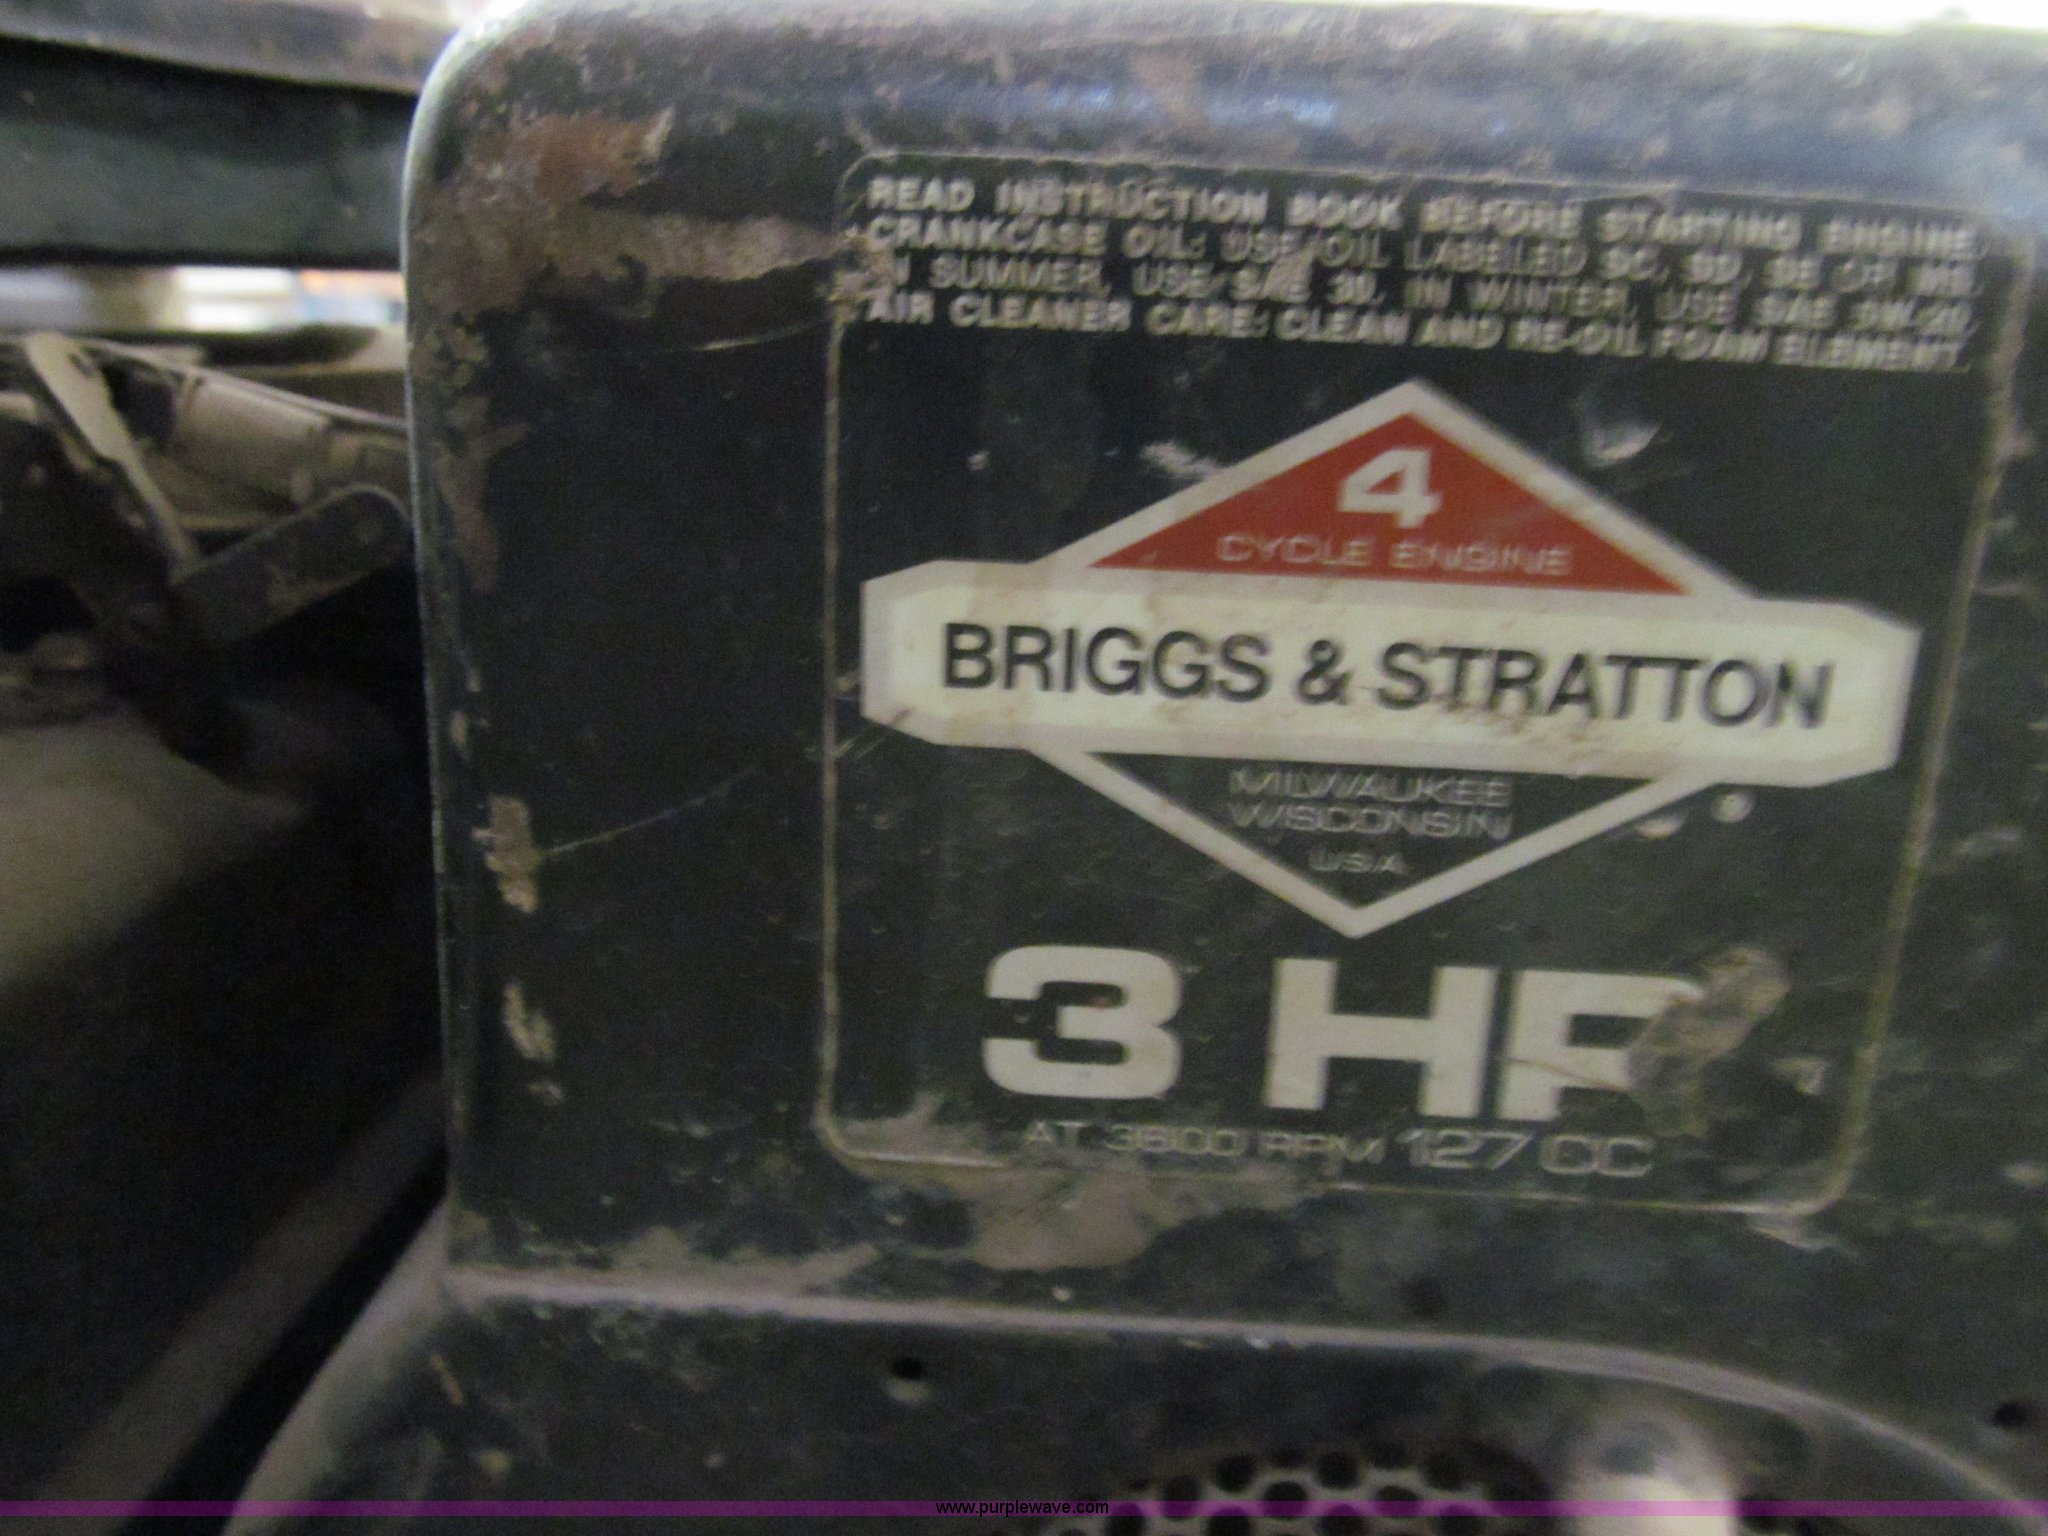 READ INSTRUCTION BOOK BEFORE STARTING ENGINE.
CRANKCASE OIL: USE OIL LABELED SC, SD, SE OR MS.
IN SUMMER, USE SAE 30, IN WINTER, USE SAE 5W-20,
AIR CLEANER CARE: CLEAN AND RE-OIL FOAM ELEMENT.
4
CYCLE ENGINE
BRIGGS & STRATTON
MILWAUKEE
WISCONSIN
USA
®
3 HP
AT 3600 RPM 127 CC
www.purplewave.com